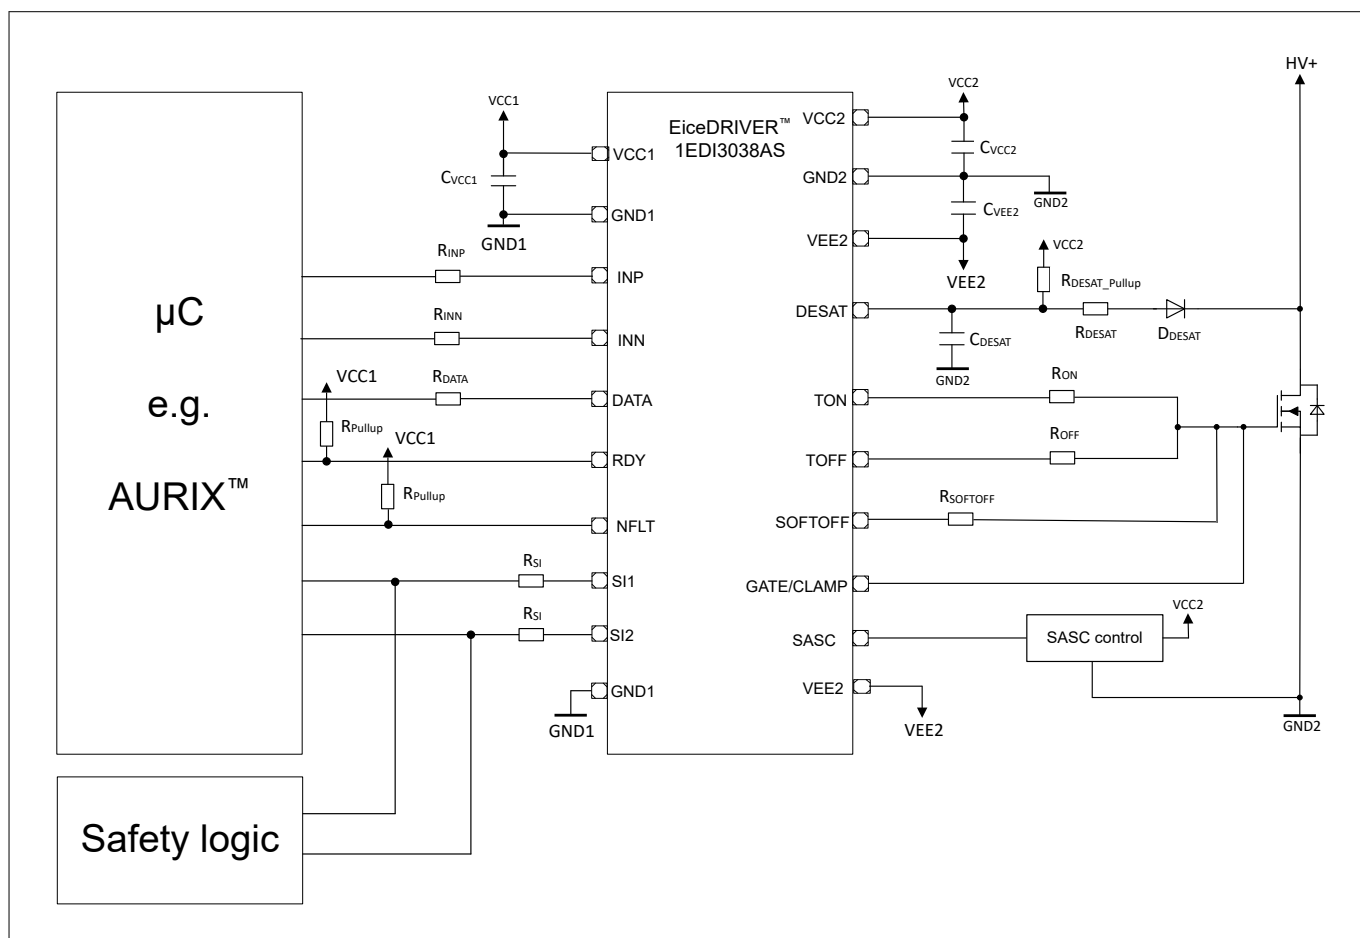 HV+
VCC1
VCC2
EiceDRIVER™
1EDI3038AS
VCC2
VCC1
CVCC1
CVCC2
GND2
GND2
GND1
GND1
CVEE2
VEE2
VEE2
VCC2
RINP
INP
RDESAT_Pullup
DESAT
RDESAT
DDESAT
CDESAT
GND2
µC
e.g.
AURIX™
RINN
INN
RDATA
DATA
VCC1
RPullup
VCC1
RDY
RPullup
NFLT
RON
TON
ROFF
TOFF
RSOFTOFF
SOFTOFF
RSI
SI1
GATE/CLAMP
RSI
SI2
SASC
SASC control
VCC2
GND1
GND1
VEE2
VEE2
GND2
Safety logic